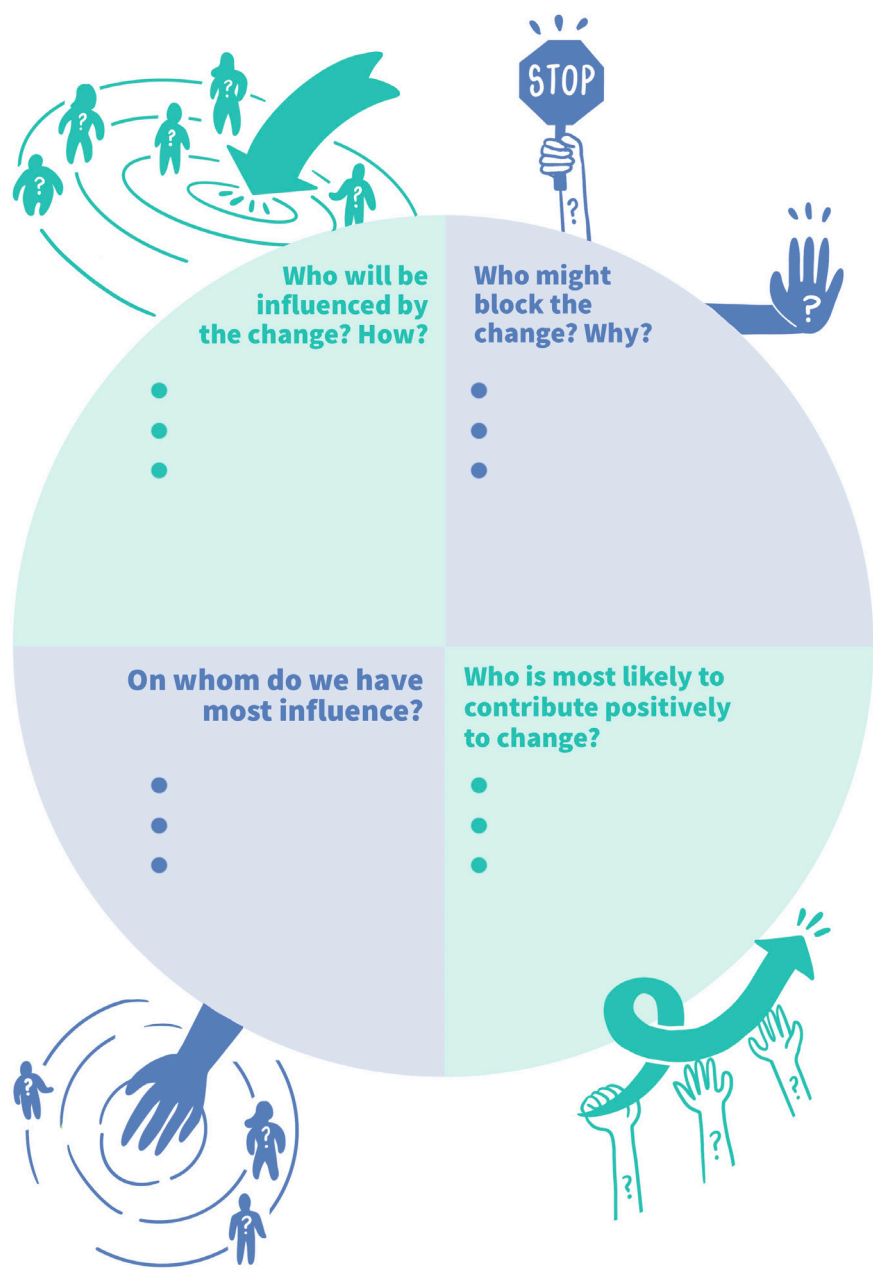 STOP
?
?
?
?
?
?
?
Who will be
influenced by
the change? How?
Who might
block the
change? Why?
On whom do we have
most influence?
Who is most likely to
contribute positively
to change?
?
?
?
?
?
?